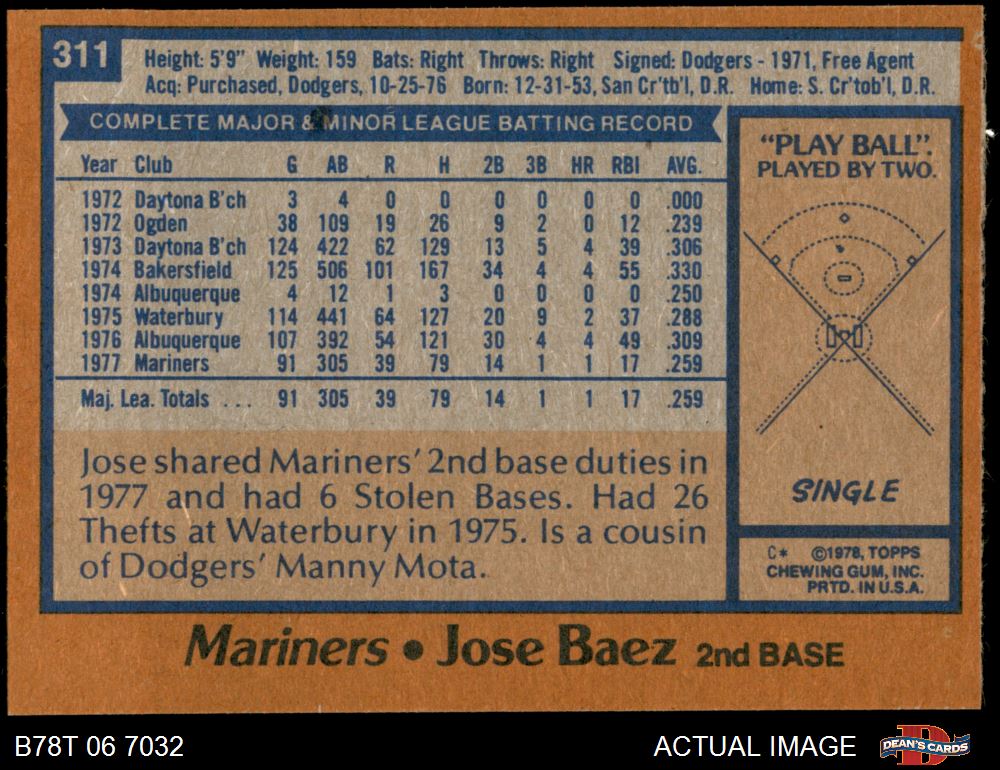 311
Height: 5'9" Weight: 159 Bats: Right Throws: Right Signed: Dodgers - 1971, Free Agent
Acq: Purchased, Dodgers, 10-25-76 Born: 12-31-53, San Cr'tb'l, D.R. Home: S. Cr'tob'l, D.R.
COMPLETE MAJOR & MINOR LEAGUE BATTING RECORD
Year Club G AB R H 2B 3B HR RBI AVG.
1972 Daytona B'ch 3 4 0 0 0 0 0 0 .000
1972 Ogden 38 109 19 26 9 2 0 12 .239
1973 Daytona B'ch 124 422 62 129 13 5 4 39 .306
1974 Bakersfield 125 506 101 167 34 4 4 55 .330
1974 Albuquerque 4 12 1 3 0 0 0 0 .250
1975 Waterbury 114 441 64 127 20 9 2 37 .288
1976 Albuquerque 107 392 54 121 30 4 4 49 .309
1977 Mariners 91 305 39 79 14 1 1 17 .259
Maj. Lea. Totals ... 91 305 39 79 14 1 1 17 .259
Jose shared Mariners' 2nd base duties in
1977 and had 6 Stolen Bases. Had 26
Thefts at Waterbury in 1975. Is a cousin
of Dodgers' Manny Mota.
"PLAY BALL".
PLAYED BY TWO.
SINGLE
C* ©1978, TOPPS
CHEWING GUM, INC.
PRTD. IN U.S.A.
Mariners • Jose Baez 2nd BASE
B78T 06 7032 ACTUAL IMAGE
D
DEAN'S CARDS